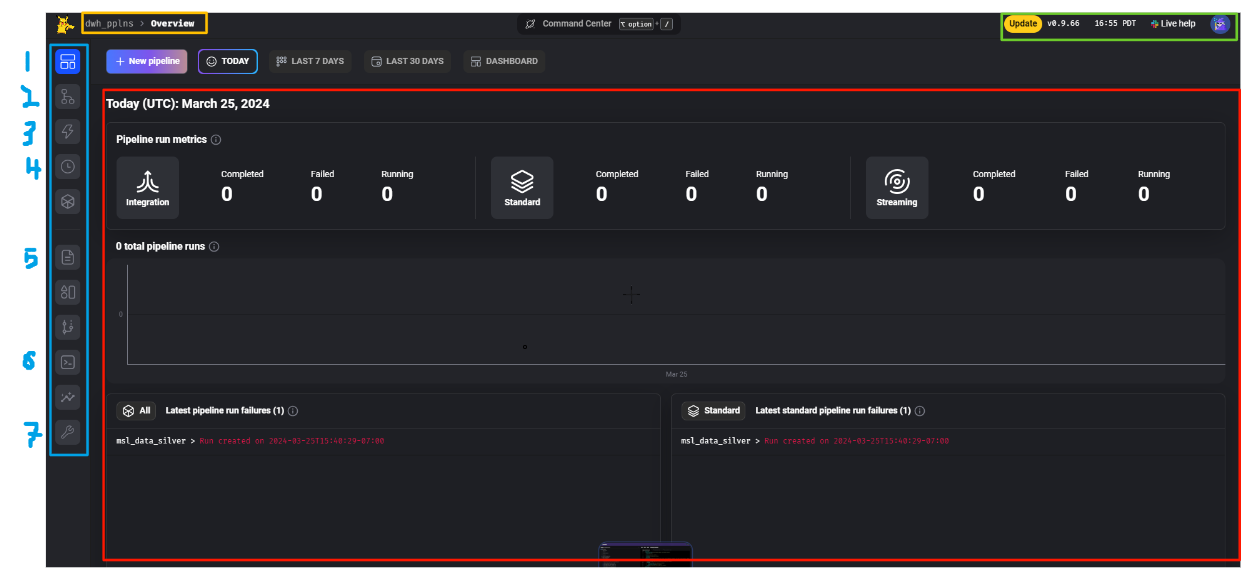 dwh_pplns > Overview
Command Center ⌥ option + /
Update v0.9.66 16:55 PDT Live help
1
2
3
4
5
6
7
+ New pipeline TODAY LAST 7 DAYS LAST 30 DAYS DASHBOARD
Today (UTC): March 25, 2024
Pipeline run metrics
Integration
Completed Failed Running
0 0 0
Standard
Completed Failed Running
0 0 0
Streaming
Completed Failed Running
0 0 0
0 total pipeline runs
0
Mar 25
All Latest pipeline run failures (1)
msl_data_silver > Run created on 2024-03-25T15:40:29-07:00
Standard Latest standard pipeline run failures (1)
msl_data_silver > Run created on 2024-03-25T15:40:29-07:00